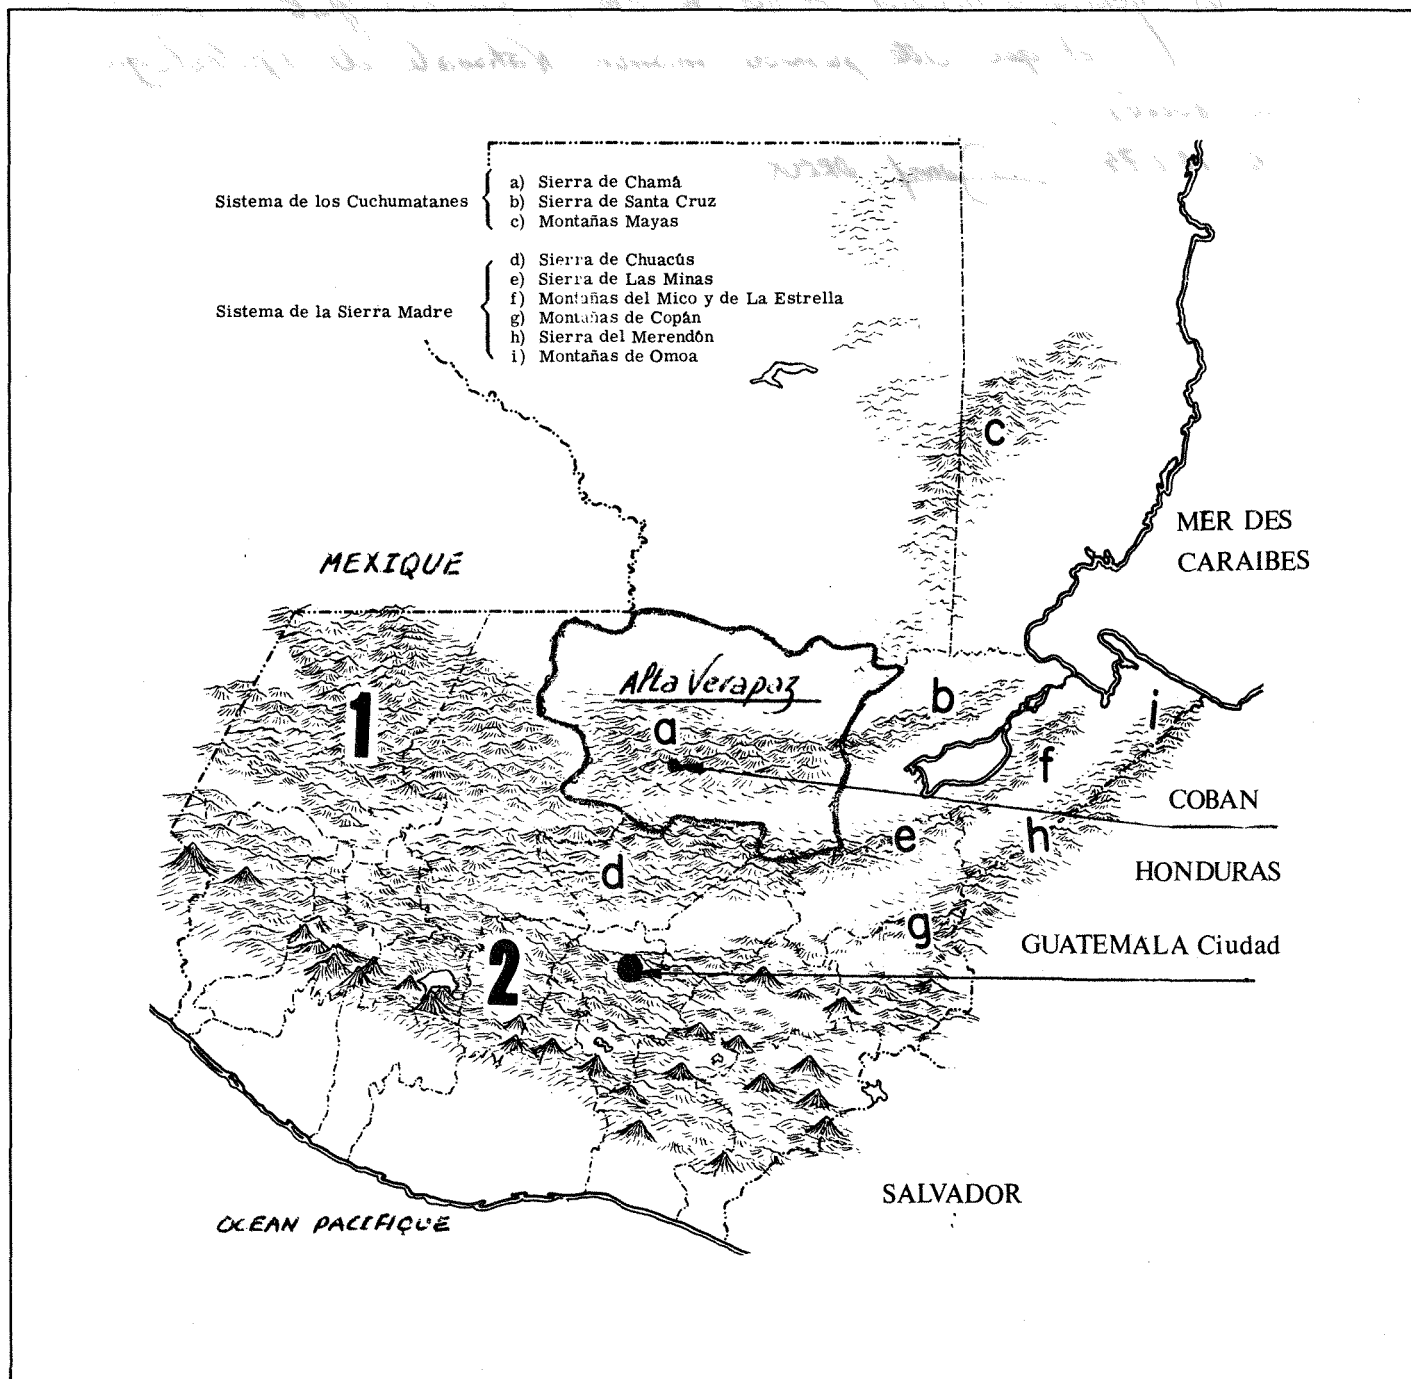 Sistema de los Cuchumatanes
a) Sierra de Chamá
b) Sierra de Santa Cruz
c) Montañas Mayas
Sistema de la Sierra Madre
d) Sierra de Chuacús
e) Sierra de Las Minas
f) Montañas del Mico y de La Estrella
g) Montañas de Copán
h) Sierra del Merendón
i) Montañas de Omoa
c
MER DES
CARAIBES
MEXIQUE
Alta Verapaz
1
a
b
i
f
COBAN
e
h
d
HONDURAS
g
2
GUATEMALA Ciudad
SALVADOR
OCEAN PACIFIQUE